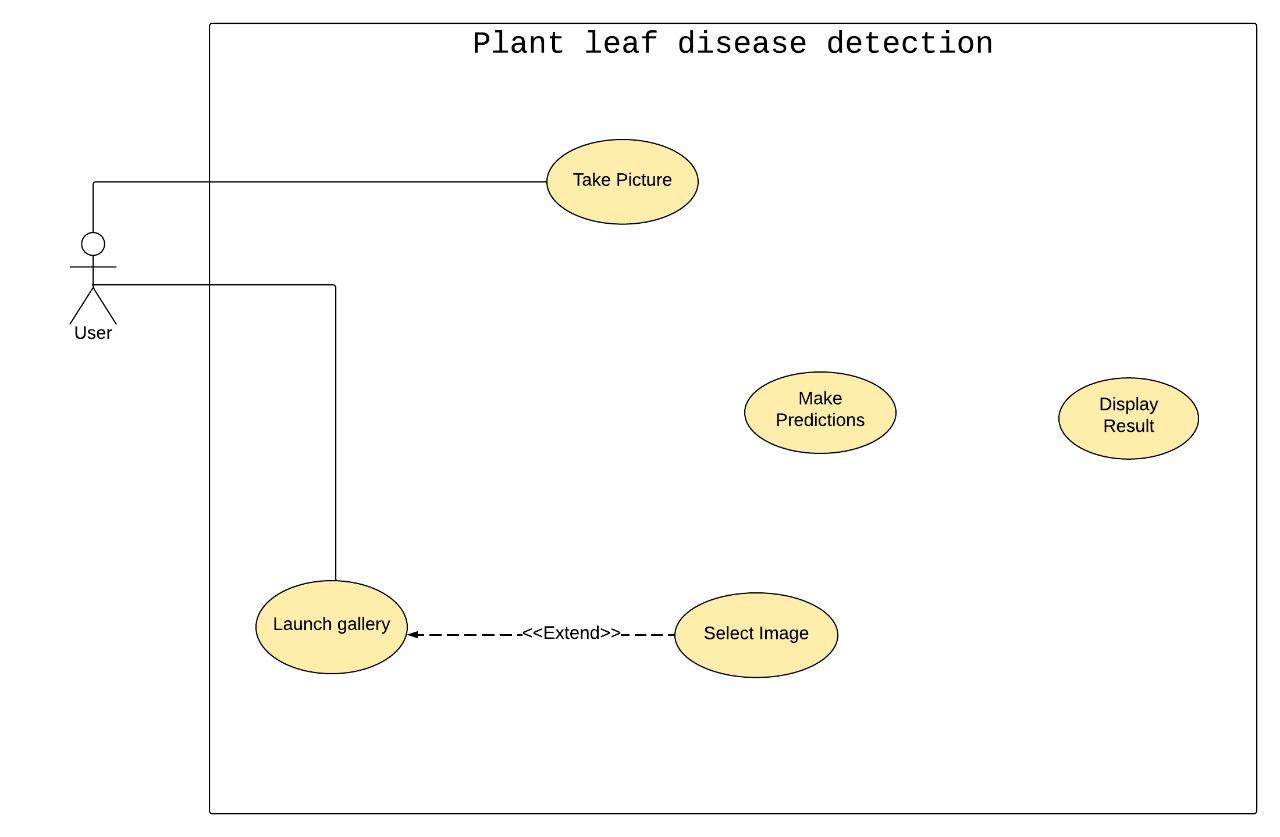 Plant leaf disease detection
Take Picture
User
Make
Predictions
Display
Result
Launch gallery
<<Extend>>
Select Image